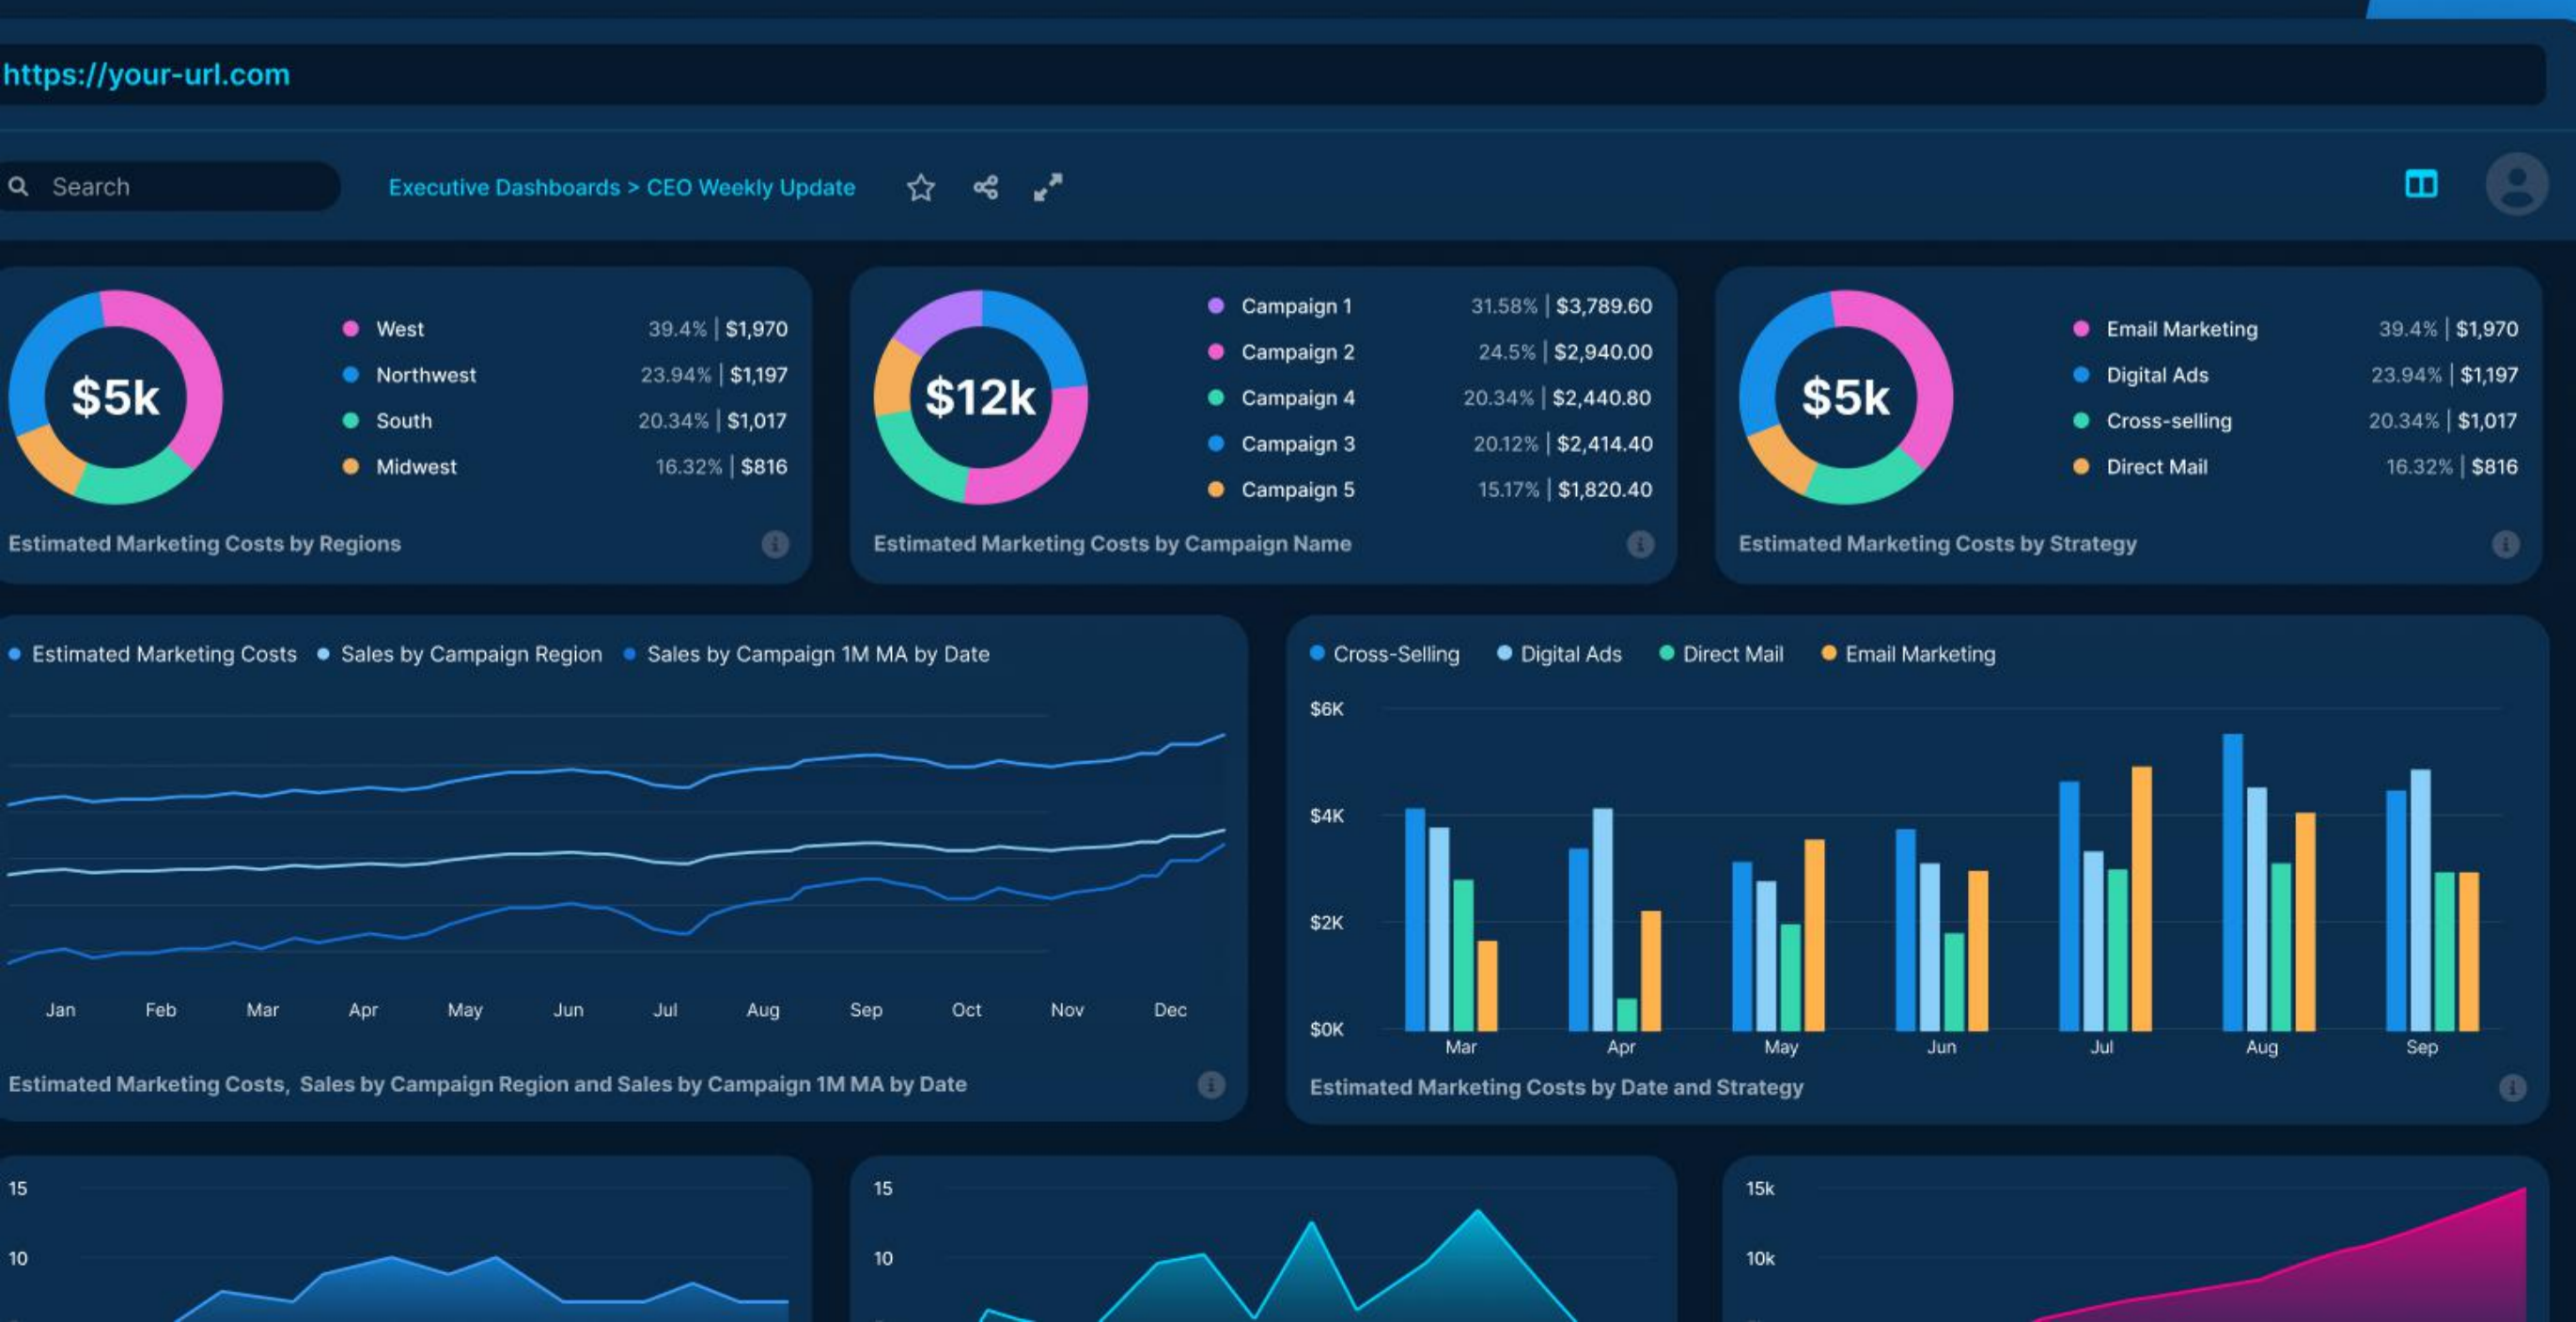 https://your-url.com
Search
Executive Dashboards > CEO Weekly Update
$5k
West 39.4% | $1,970
Northwest 23.94% | $1,197
South 20.34% | $1,017
Midwest 16.32% | $816
Estimated Marketing Costs by Regions
$12k
Campaign 1 31.58% | $3,789.60
Campaign 2 24.5% | $2,940.00
Campaign 4 20.34% | $2,440.80
Campaign 3 20.12% | $2,414.40
Campaign 5 15.17% | $1,820.40
Estimated Marketing Costs by Campaign Name
$5k
Email Marketing 39.4% | $1,970
Digital Ads 23.94% | $1,197
Cross-selling 20.34% | $1,017
Direct Mail 16.32% | $816
Estimated Marketing Costs by Strategy
Estimated Marketing Costs Sales by Campaign Region Sales by Campaign 1M MA by Date
Jan Feb Mar Apr May Jun Jul Aug Sep Oct Nov Dec
Estimated Marketing Costs, Sales by Campaign Region and Sales by Campaign 1M MA by Date
Cross-Selling Digital Ads Direct Mail Email Marketing
$6K
$4K
$2K
$0K
Mar Apr May Jun Jul Aug Sep
Estimated Marketing Costs by Date and Strategy
15
10
15
10
15k
10k